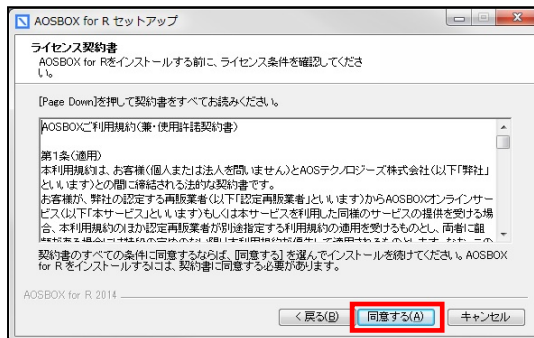 AOSBOX for R セットアップ
ライセンス契約書
AOSBOX for Rをインストールする前に、ライセンス条件を確認してくださ
い。
[Page Down]を押して契約書をすべてお読みください。
AOSBOXご利用規約(兼・使用許諾契約書)
第1条(適用)
本利用規約は、お客様(個人または法人を問いません)とAOSテクノロジーズ株式会社(以下「弊社」
といいます)との間に締結される法的な契約書です。
お客様が、弊社の認定する再販業者(以下「認定再販業者」といいます)からAOSBOXオンラインサー
ビス(以下「本サービス」といいます)もしくは本サービスを利用した同様のサービスの提供を受ける場
合、本利用規約のほか認定再販業者が別途指定する利用規約の適用を受けるものとし、両者に齟
契約書のすべての条件に同意するならば、[同意する] を選んでインストールを続けてください。AOSBOX
for R をインストールするには、契約書に同意する必要があります。
AOSBOX for R 2014
< 戻る(B)
同意する(A)
キャンセル